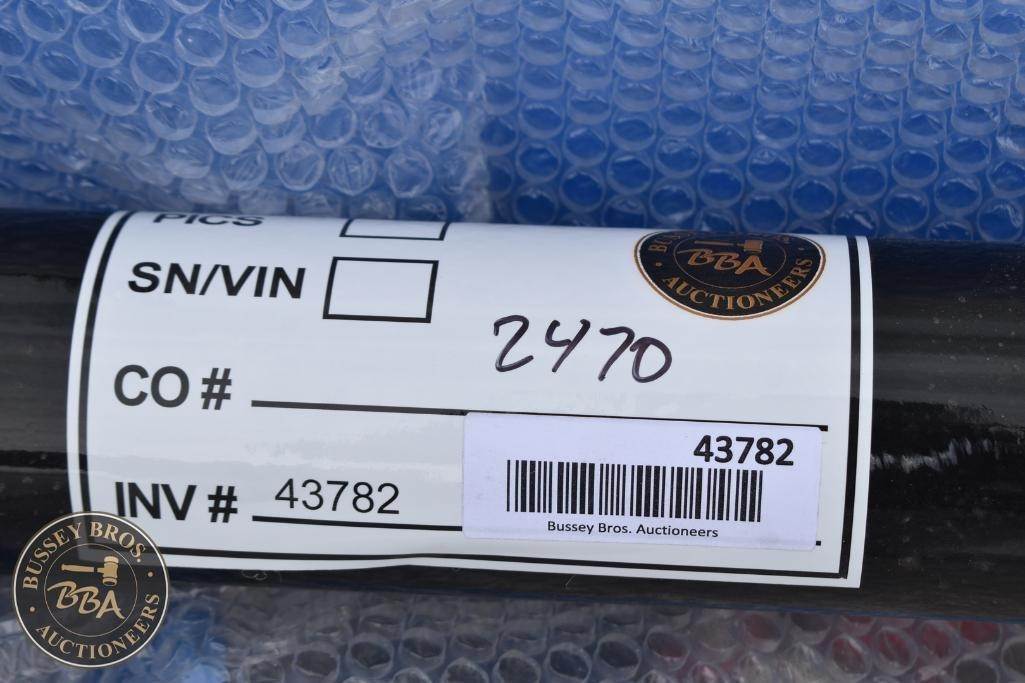 PICS
BBA
AUCTIONEERS
SN/VIN
2470
CO #
43782
INV # 43782
Bussey Bros. Auctioneers
BUSSEY BROS.
BBA
AUCTIONEERS